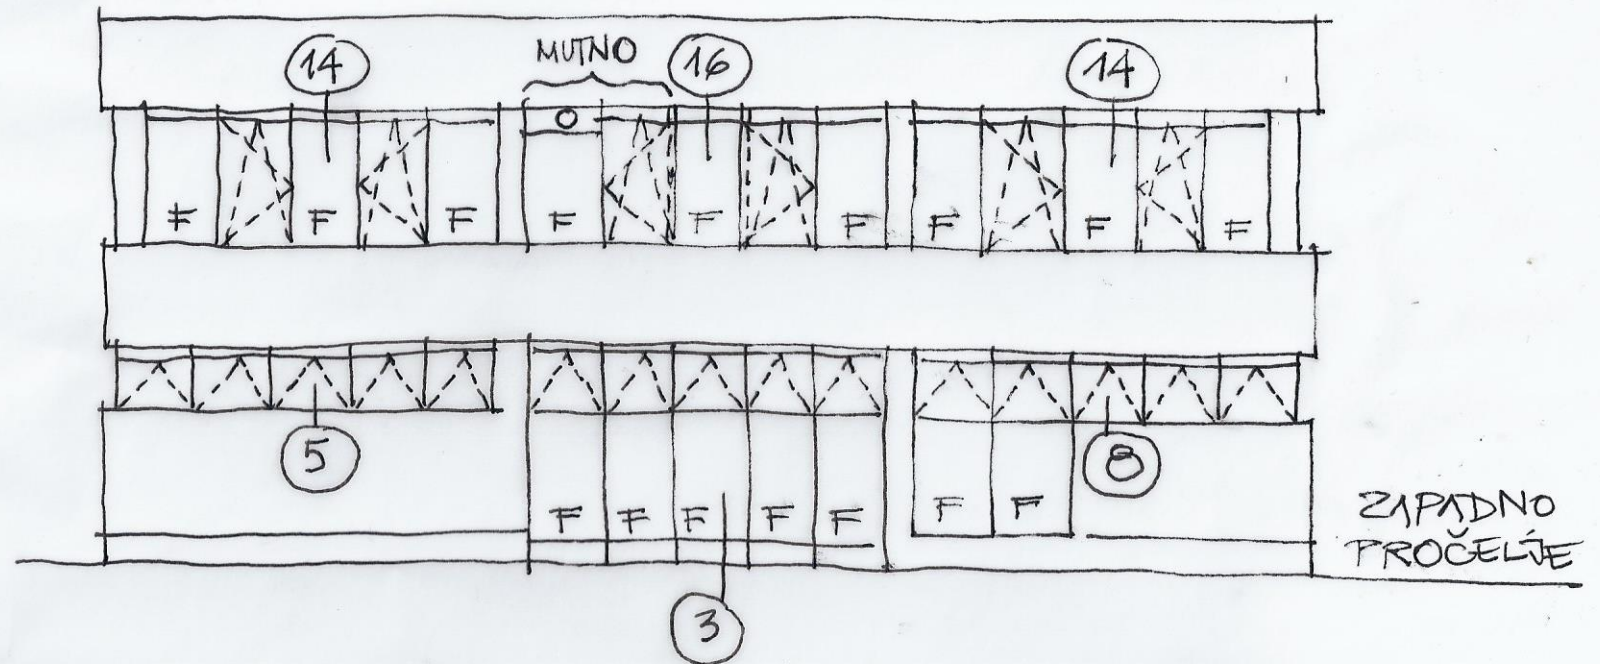 MUTNO
14 16 14
O
F F F F F F F F F
5 8
F F F F F F F
3
ZAPADNO
PROČELJE